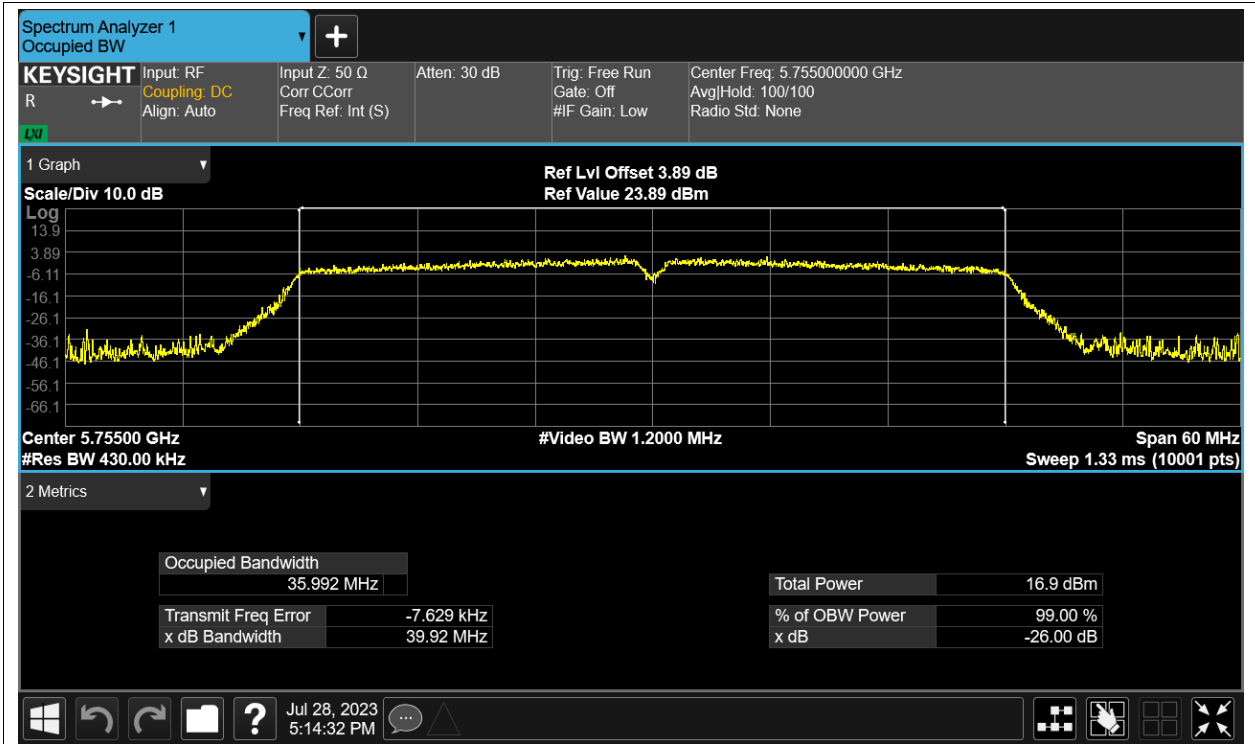 Spectrum Analyzer 1
Occupied BW
KEYSIGHT
R
LXI
Input: RF
Coupling: DC
Align: Auto
Input Z: 50 Ω
Corr CCorr
Freq Ref: Int (S)
Atten: 30 dB
Trig: Free Run
Gate: Off
#IF Gain: Low
Center Freq: 5.755000000 GHz
Avg|Hold: 100/100
Radio Std: None
1 Graph
Scale/Div 10.0 dB
Ref Lvl Offset 3.89 dB
Ref Value 23.89 dBm
Log
13.9
3.89
-6.11
-16.1
-26.1
-36.1
-46.1
-56.1
-66.1
Center 5.75500 GHz
#Video BW 1.2000 MHz
Span 60 MHz
#Res BW 430.00 kHz
Sweep 1.33 ms (10001 pts)
2 Metrics
Occupied Bandwidth
35.992 MHz
Transmit Freq Error -7.629 kHz
x dB Bandwidth 39.92 MHz
Total Power 16.9 dBm
% of OBW Power 99.00 %
x dB -26.00 dB
?
Jul 28, 2023
5:14:32 PM